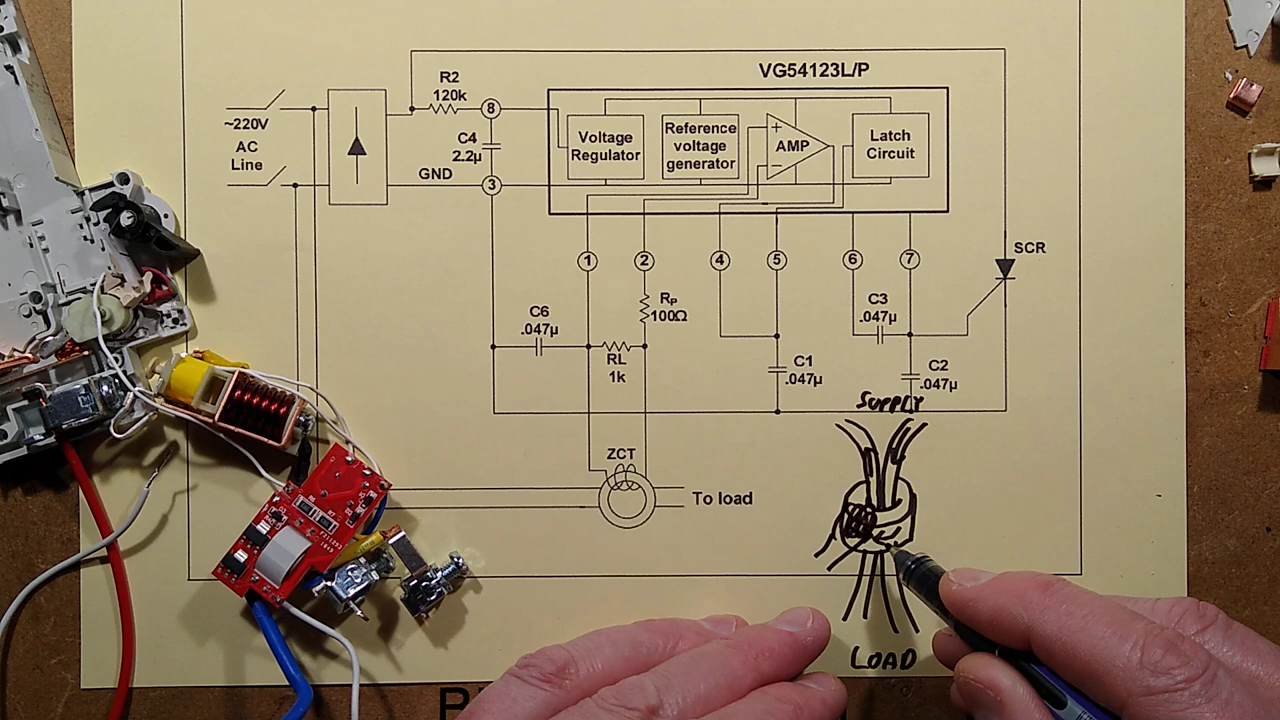 VG54123L/P
R2
120k
8
~220V
AC
Line
C4
2.2µ
GND
3
Voltage
Regulator
Reference
voltage
generator
+
AMP
−
Latch
Circuit
1
2
4
5
6
7
SCR
C6
.047µ
RP
100Ω
RL
1k
C3
.047µ
C1
.047µ
C2
.047µ
SUPPLY
ZCT
To load
LOAD